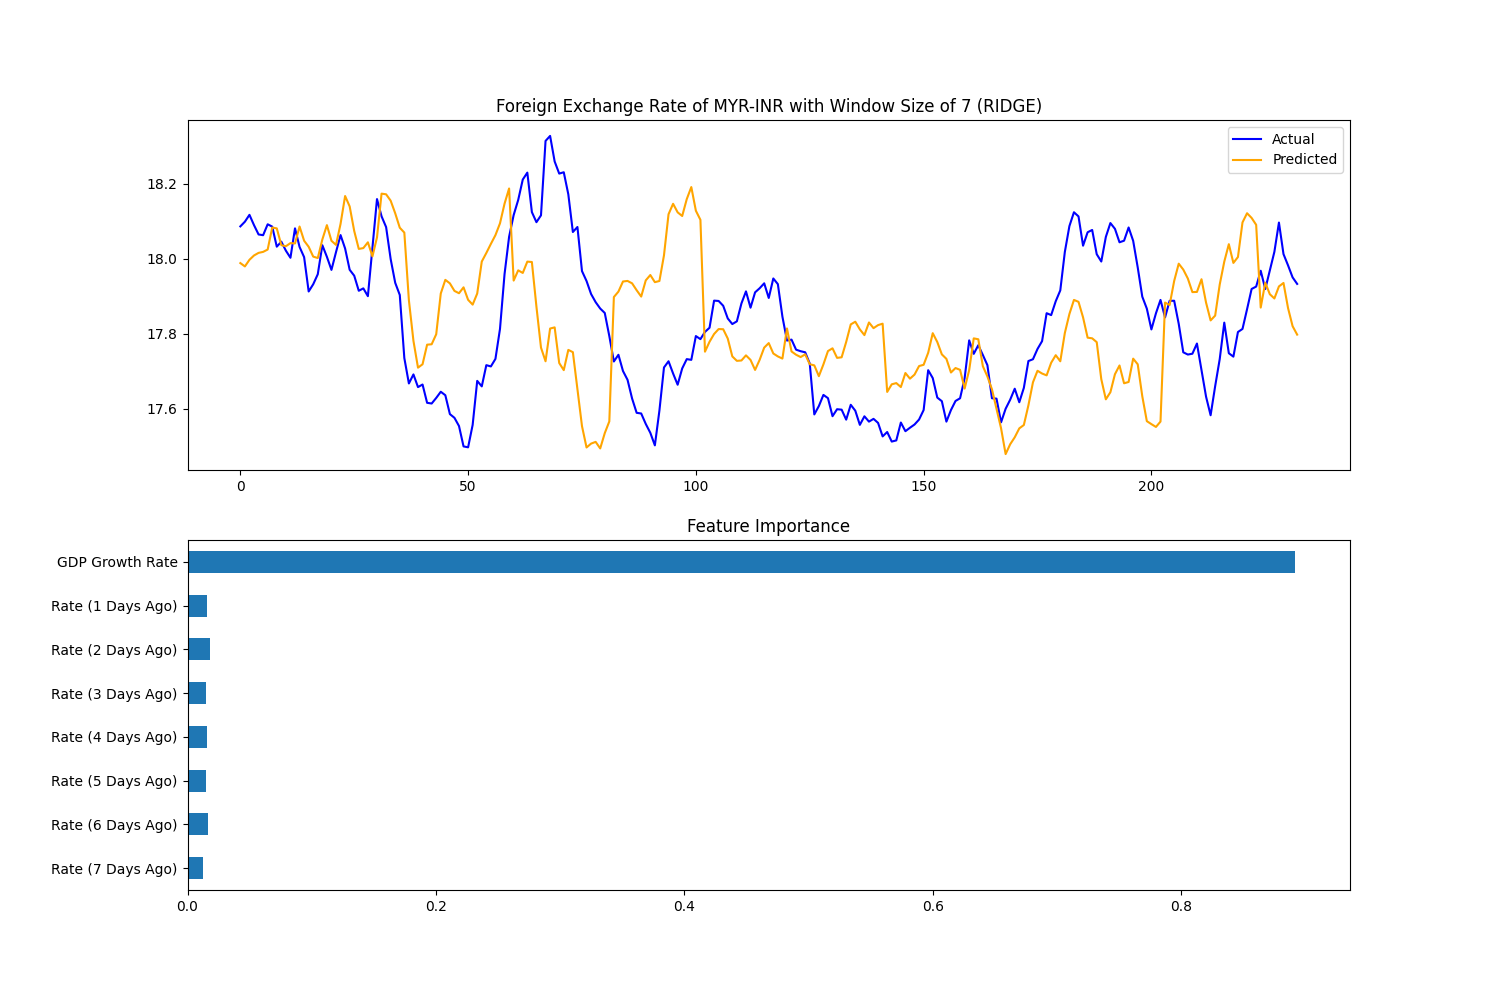 Foreign Exchange Rate of MYR-INR with Window Size of 7 (RIDGE)
Actual
Predicted
18.2
18.0
17.8
17.6
0 50 100 150 200
Feature Importance
GDP Growth Rate
Rate (1 Days Ago)
Rate (2 Days Ago)
Rate (3 Days Ago)
Rate (4 Days Ago)
Rate (5 Days Ago)
Rate (6 Days Ago)
Rate (7 Days Ago)
0.0 0.2 0.4 0.6 0.8